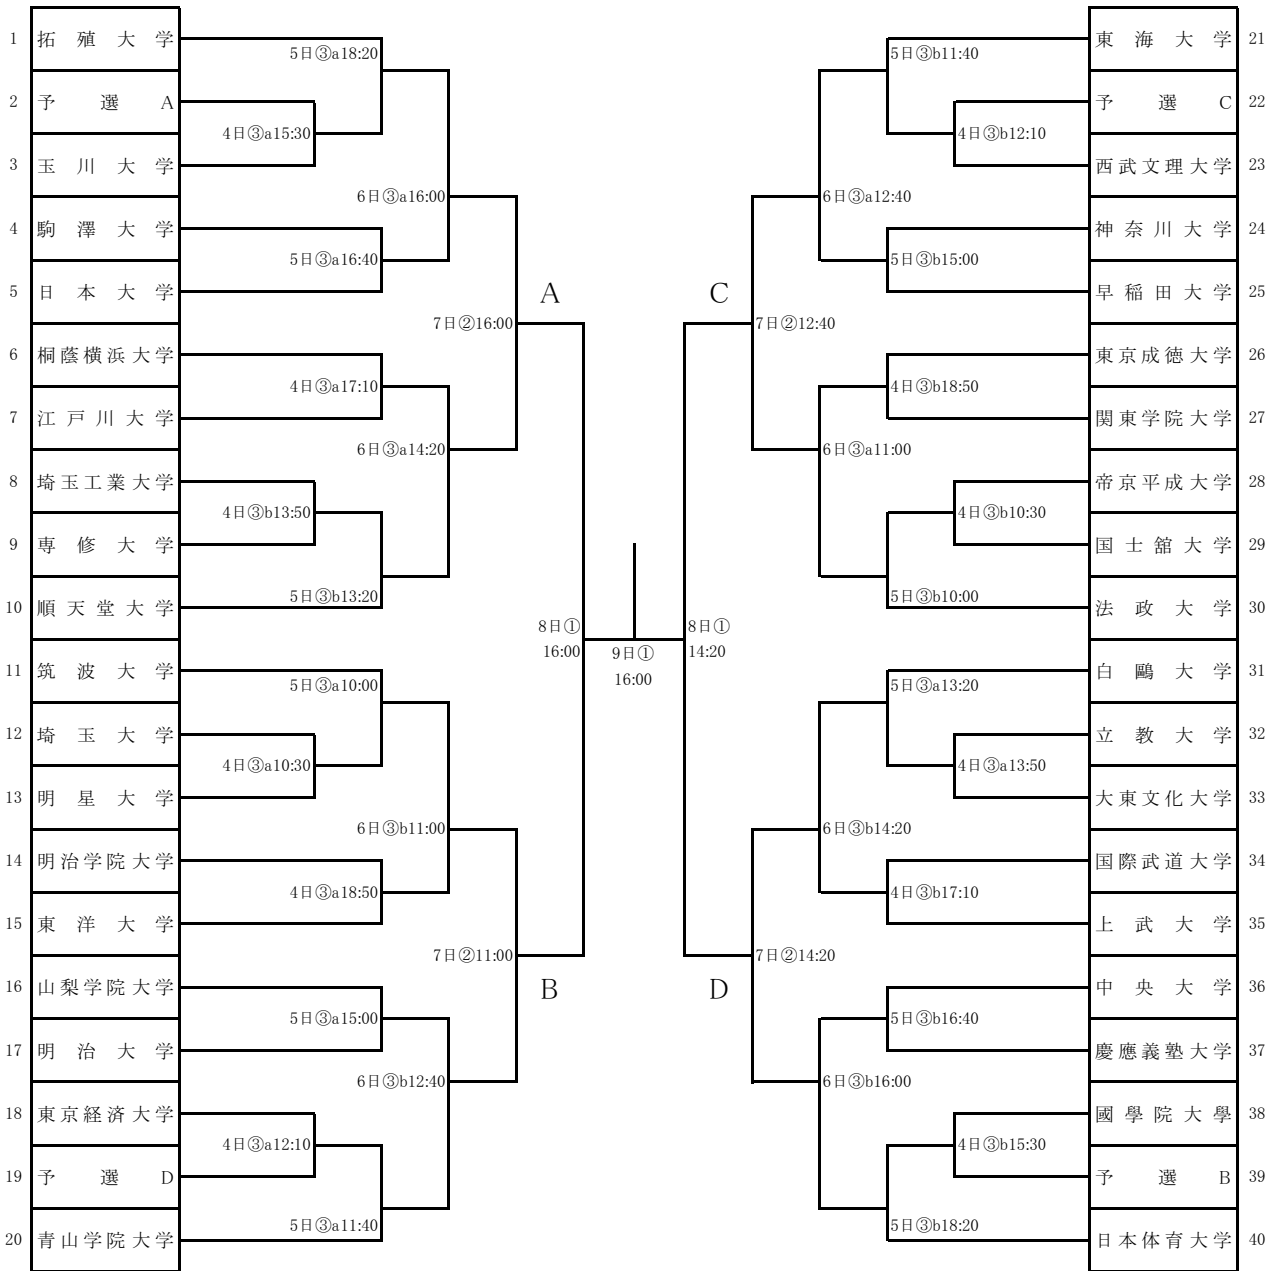 1 拓殖大学
5日③a18:20
2 予選A
4日③a15:30
3 玉川大学
6日③a16:00
4 駒澤大学
5日③a16:40
5 日本大学
A
7日②16:00
6 桐蔭横浜大学
4日③a17:10
7 江戸川大学
6日③a14:20
8 埼玉工業大学
4日③b13:50
9 専修大学
5日③b13:20
10 順天堂大学
8日①
16:00
11 筑波大学
5日③a10:00
12 埼玉大学
4日③a10:30
13 明星大学
6日③b11:00
14 明治学院大学
4日③a18:50
15 東洋大学
7日②11:00
B
16 山梨学院大学
5日③a15:00
17 明治大学
6日③b12:40
18 東京経済大学
4日③a12:10
19 予選D
5日③a11:40
20 青山学院大学
9日①
16:00
東海大学 21
5日③b11:40
予選C 22
4日③b12:10
西武文理大学 23
6日③a12:40
神奈川大学 24
5日③b15:00
早稲田大学 25
C
7日②12:40
東京成徳大学 26
4日③b18:50
関東学院大学 27
6日③a11:00
帝京平成大学 28
4日③b10:30
国士舘大学 29
5日③b10:00
法政大学 30
8日①
14:20
白鷗大学 31
5日③a13:20
立教大学 32
4日③a13:50
大東文化大学 33
6日③b14:20
国際武道大学 34
4日③b17:10
上武大学 35
7日②14:20
D
中央大学 36
5日③b16:40
慶應義塾大学 37
6日③b16:00
國學院大學 38
4日③b15:30
予選B 39
5日③b18:20
日本体育大学 40